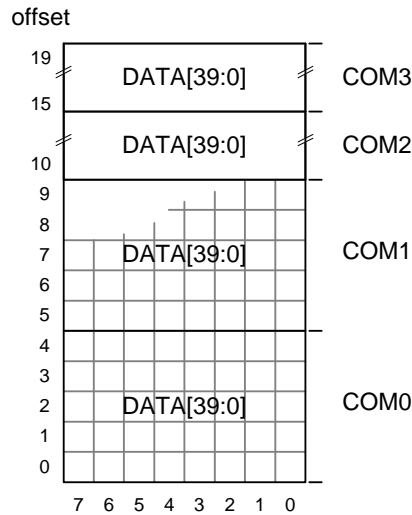 offset
19
DATA[39:0] COM3
15
DATA[39:0] COM2
10
9
8
7 DATA[39:0] COM1
6
5
4
3
2 DATA[39:0] COM0
1
0
7 6 5 4 3 2 1 0